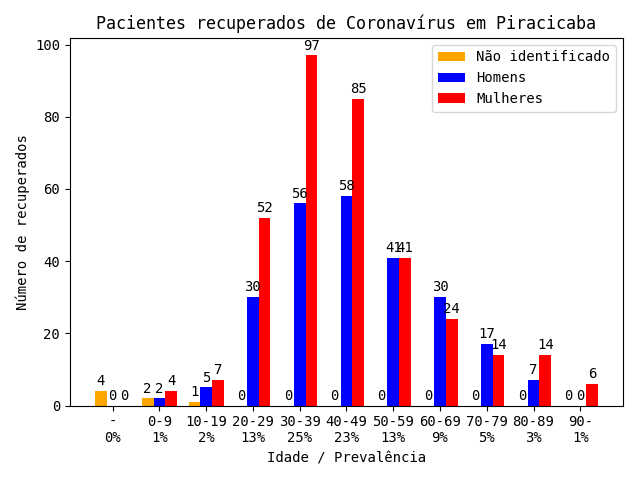 Pacientes recuperados de Coronavírus em Piracicaba
Número de recuperados
100
80
60
40
20
0
Não identificado
Homens
Mulheres
4 0 0
2 2 4
1 5 7
0 30 52
0 56 97
0 58 85
0 41 41
0 30 24
0 17 14
0 7 14
0 0 6
- 0-9 10-19 20-29 30-39 40-49 50-59 60-69 70-79 80-89 90-
0% 1% 2% 13% 25% 23% 13% 9% 5% 3% 1%
Idade / Prevalência